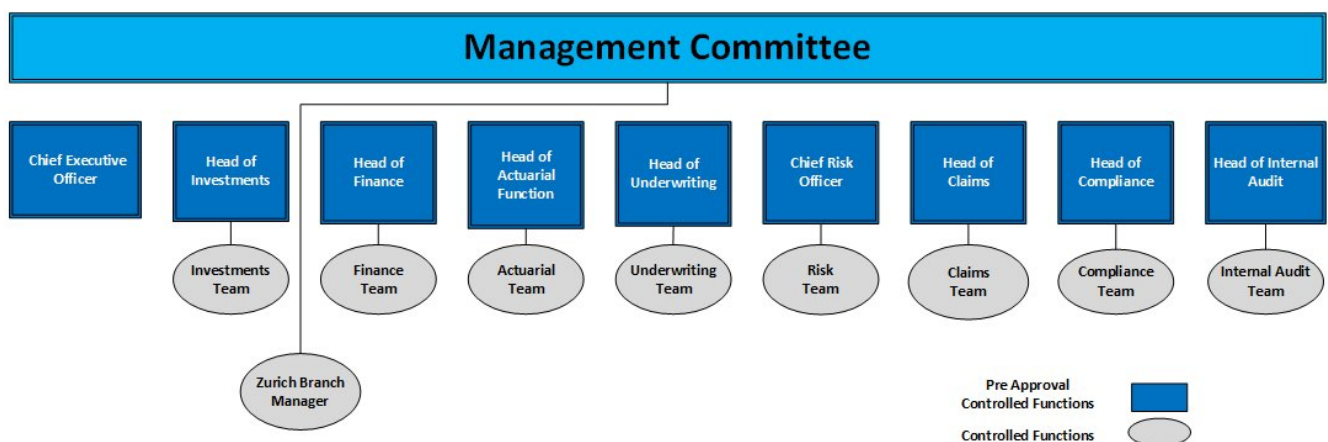 Management Committee
Chief Executive
Officer
Head of
Investments
Head of
Finance
Head of
Actuarial
Function
Head of
Underwriting
Chief Risk
Officer
Head of
Claims
Head of
Compliance
Head of Internal
Audit
Investments
Team
Finance
Team
Actuarial
Team
Underwriting
Team
Risk
Team
Claims
Team
Compliance
Team
Internal Audit
Team
Zurich Branch
Manager
Pre Approval
Controlled Functions
Controlled Functions